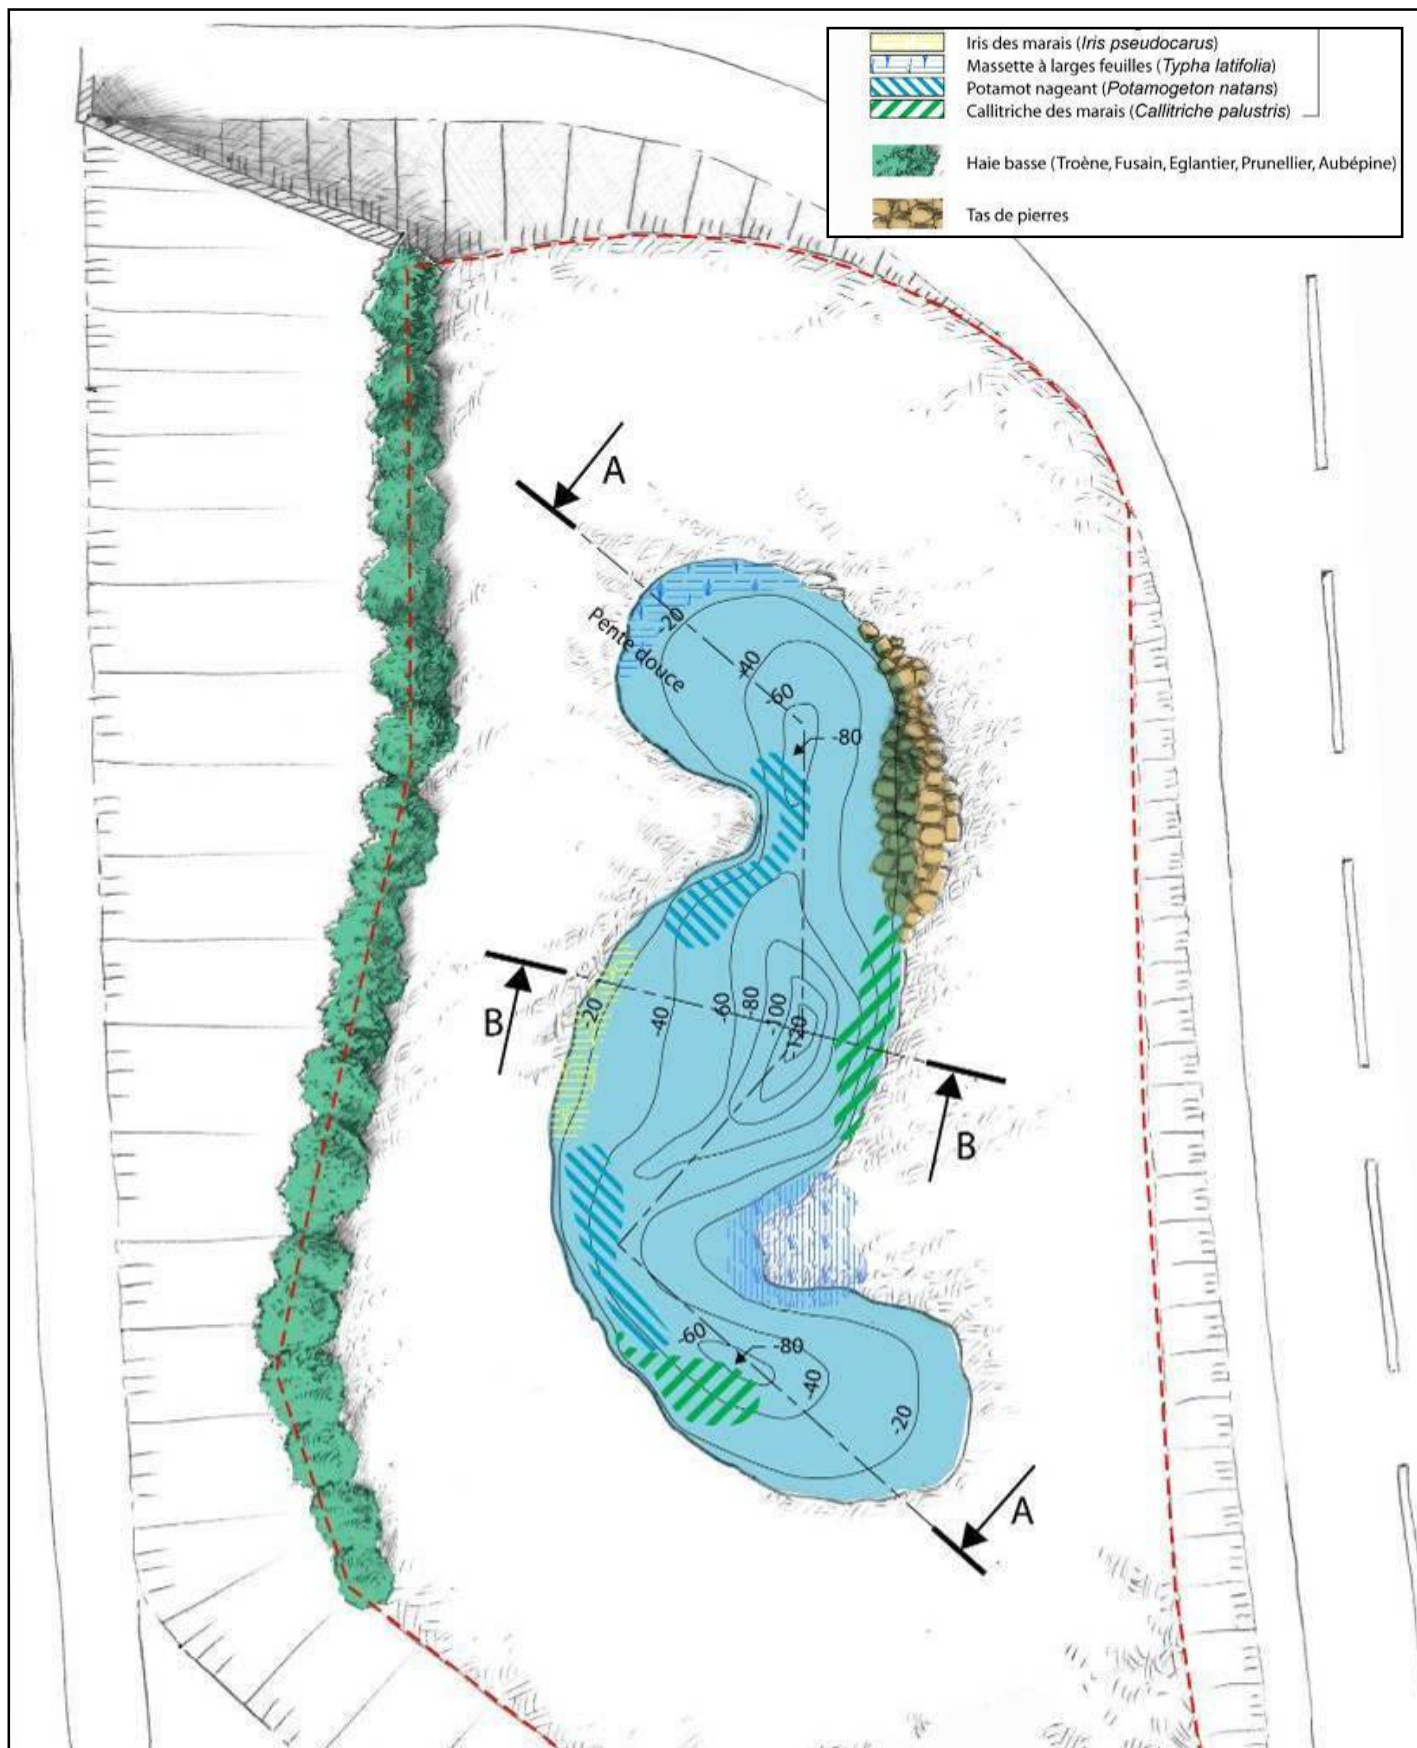 Iris des marais (Iris pseudocarus)
Massette à larges feuilles (Typha latifolia)
Potamot nageant (Potamogeton natans)
Callitriche des marais (Callitriche palustris)
Haie basse (Troène, Fusain, Eglantier, Prunellier, Aubépine)
Tas de pierres
A
-20
Pente douce
-40
-60
-80
B
-20
-40
-60
-80
-100
-120
B
-60
-80
-40
-20
A